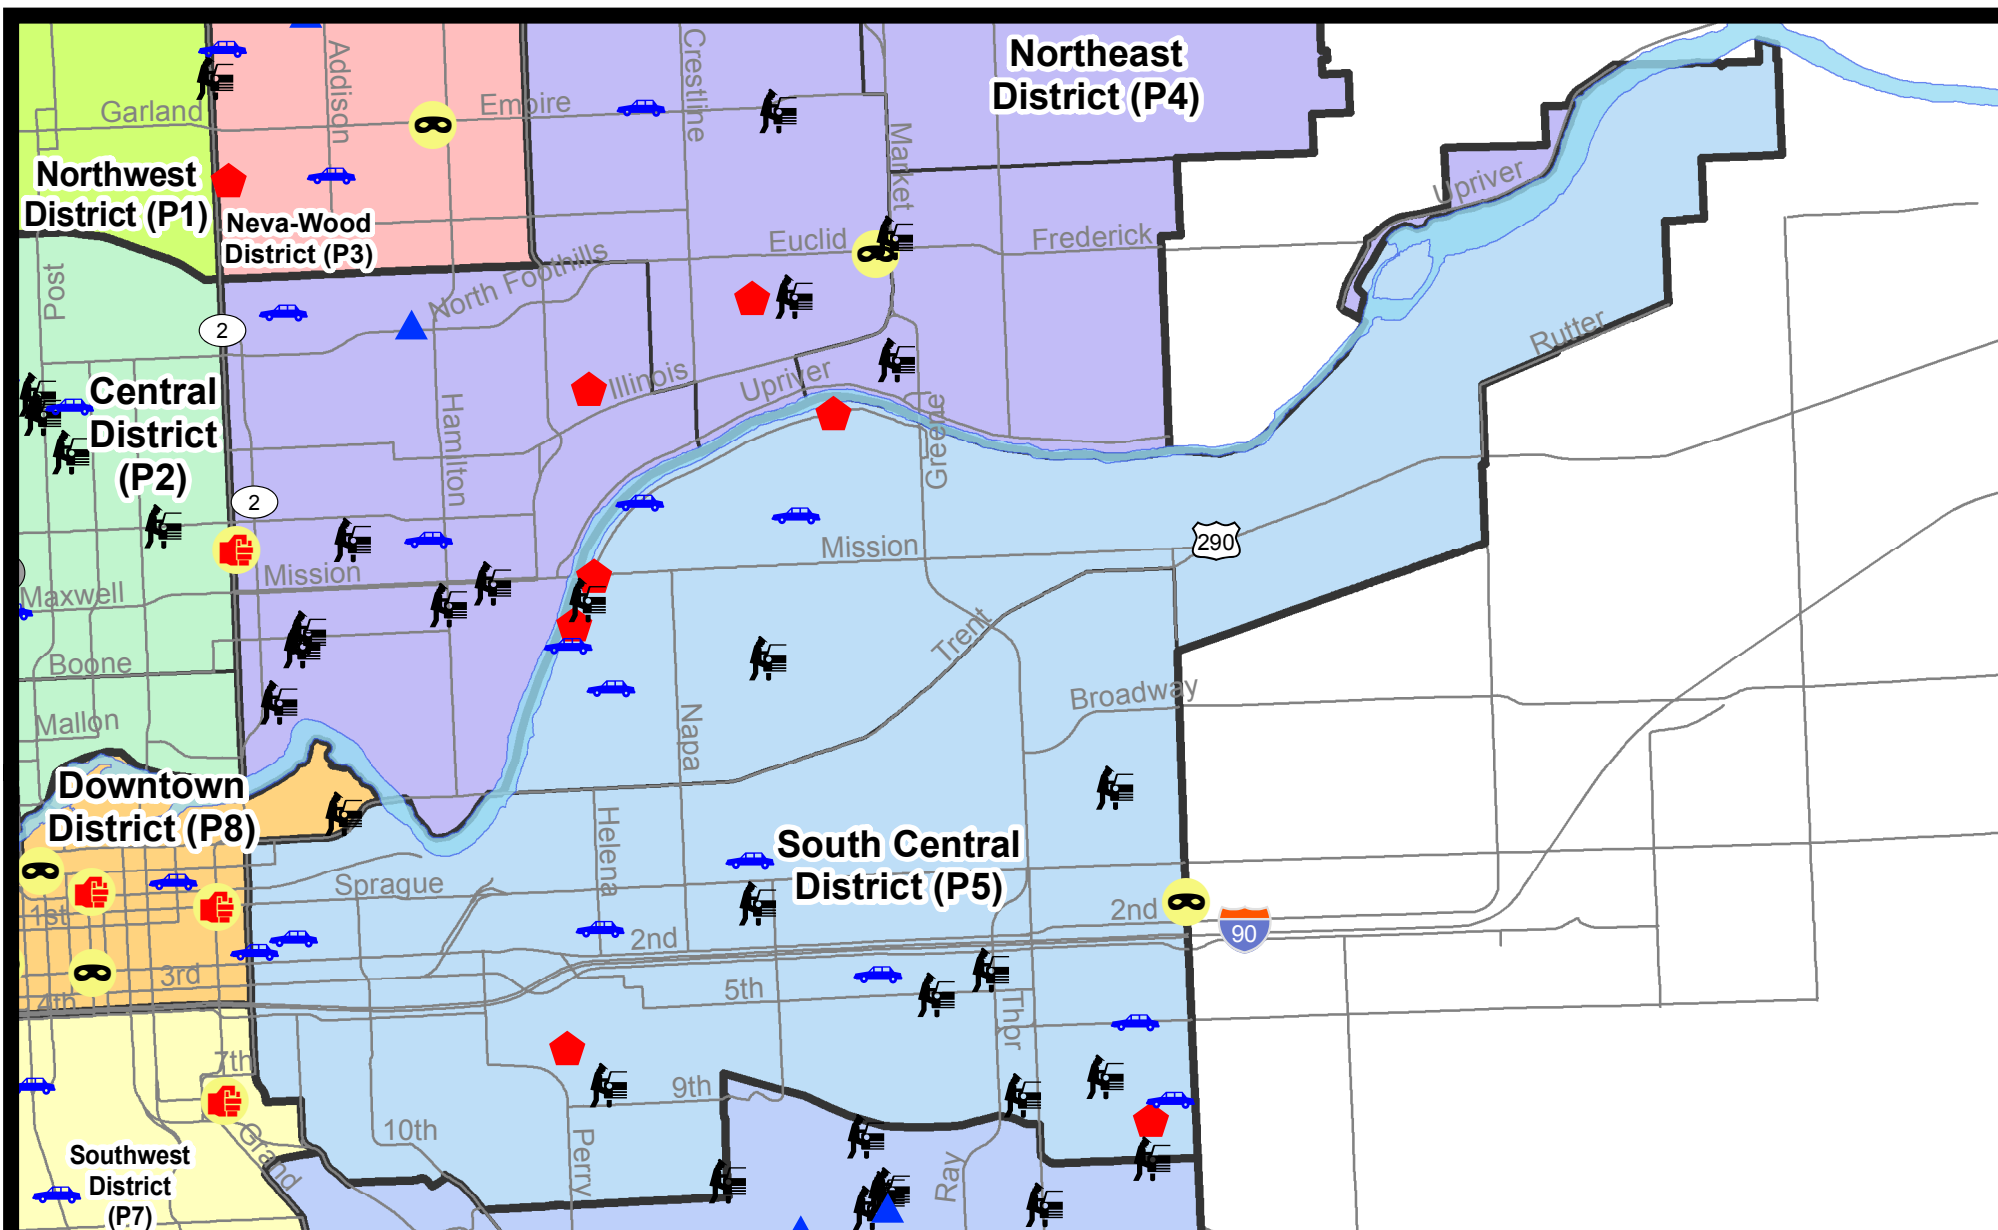 Northeast
District (P4)
Addison
Crestline
Garland
Empire
Market
Northwest
District (P1)
Neva-Wood
District (P3)
Upriver
Euclid
Frederick
North Foothills
Post
2
Rutter
Central
District
(P2)
Illinois
Upriver
Hamilton
Greene
2
290
Mission
Mission
Maxwell
Trent
Boone
Broadway
Mallon
Napa
Downtown
District (P8)
Helena
South Central
District (P5)
Sprague
1st
2nd
90
2nd
3rd
4th
5th
Thor
7th
9th
10th
Grand
Perry
Ray
Southwest
District
(P7)